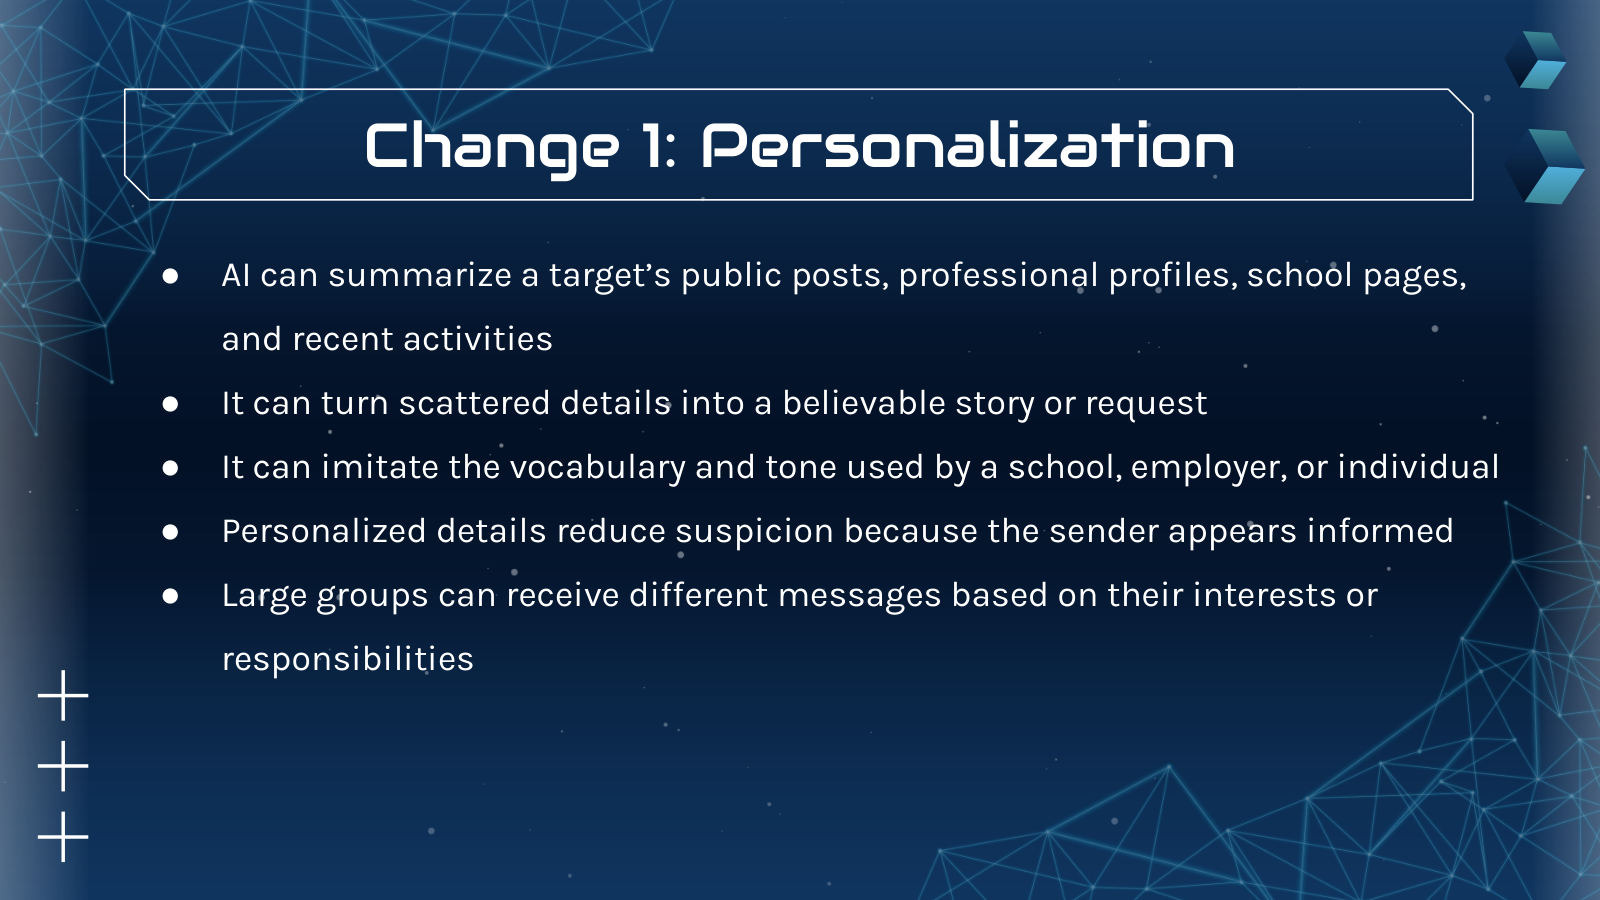 Change 1: Personalization
● AI can summarize a target’s public posts, professional profiles, school pages,
and recent activities
● It can turn scattered details into a believable story or request
● It can imitate the vocabulary and tone used by a school, employer, or individual
● Personalized details reduce suspicion because the sender appears informed
● Large groups can receive different messages based on their interests or
responsibilities